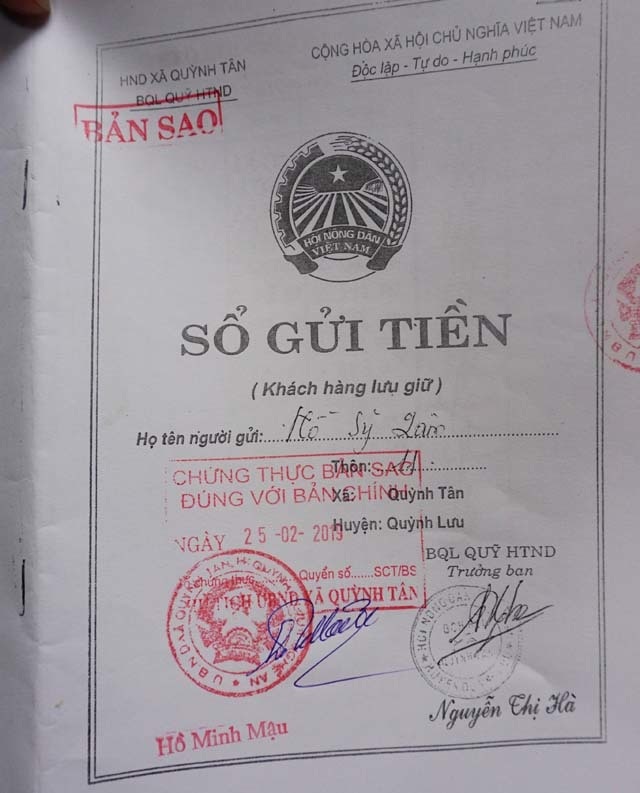 HND XÃ QUỲNH TÂN
BQL QUỸ HTND
CỘNG HÒA XÃ HỘI CHỦ NGHĨA VIỆT NAM
Độc lập - Tự do - Hạnh phúc
BẢN SAO
HỘI NÔNG DÂN
VIỆT NAM
SỔ GỬI TIỀN
( Khách hàng lưu giữ )
Họ tên người gửi: Hồ Sỹ
Thôn: 11
Xã: Quỳnh Tân
Huyện: Quỳnh Lưu
CHỨNG THỰC BẢN SAO
ĐÚNG VỚI BẢN CHÍNH
NGÀY 25 -02- 2019
Quyển số.......SCT/BS
TỊCH UBND XÃ QUỲNH TÂN
BQL QUỸ HTND
Trưởng ban
Hồ Minh Mậu
Nguyễn Thị Hà